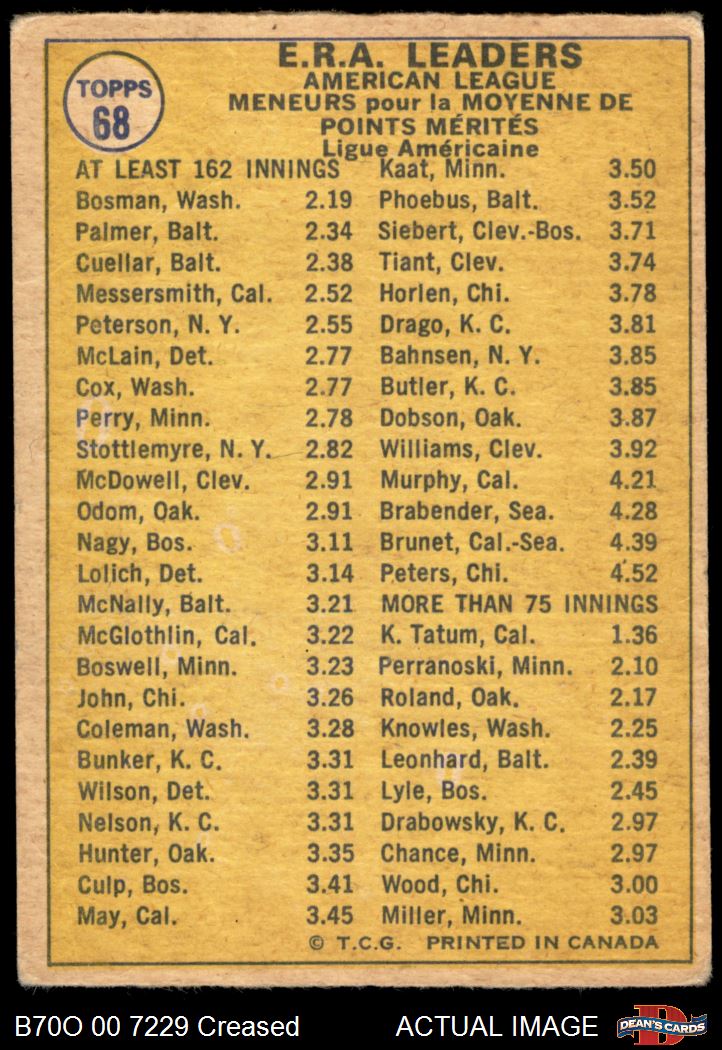 TOPPS
68
E.R.A. LEADERS
AMERICAN LEAGUE
MENEURS pour la MOYENNE DE
POINTS MÉRITÉS
Ligue Américaine
AT LEAST 162 INNINGS
Bosman, Wash. 2.19
Palmer, Balt. 2.34
Cuellar, Balt. 2.38
Messersmith, Cal. 2.52
Peterson, N. Y. 2.55
McLain, Det. 2.77
Cox, Wash. 2.77
Perry, Minn. 2.78
Stottlemyre, N. Y. 2.82
McDowell, Clev. 2.91
Odom, Oak. 2.91
Nagy, Bos. 3.11
Lolich, Det. 3.14
McNally, Balt. 3.21
McGlothlin, Cal. 3.22
Boswell, Minn. 3.23
John, Chi. 3.26
Coleman, Wash. 3.28
Bunker, K. C. 3.31
Wilson, Det. 3.31
Nelson, K. C. 3.31
Hunter, Oak. 3.35
Culp, Bos. 3.41
May, Cal. 3.45
Kaat, Minn. 3.50
Phoebus, Balt. 3.52
Siebert, Clev.-Bos. 3.71
Tiant, Clev. 3.74
Horlen, Chi. 3.78
Drago, K. C. 3.81
Bahnsen, N. Y. 3.85
Butler, K. C. 3.85
Dobson, Oak. 3.87
Williams, Clev. 3.92
Murphy, Cal. 4.21
Brabender, Sea. 4.28
Brunet, Cal.-Sea. 4.39
Peters, Chi. 4.52
MORE THAN 75 INNINGS
K. Tatum, Cal. 1.36
Perranoski, Minn. 2.10
Roland, Oak. 2.17
Knowles, Wash. 2.25
Leonhard, Balt. 2.39
Lyle, Bos. 2.45
Drabowsky, K. C. 2.97
Chance, Minn. 2.97
Wood, Chi. 3.00
Miller, Minn. 3.03
© T.C.G. PRINTED IN CANADA
B70O 00 7229 Creased
ACTUAL IMAGE
D
DEAN'S CARDS